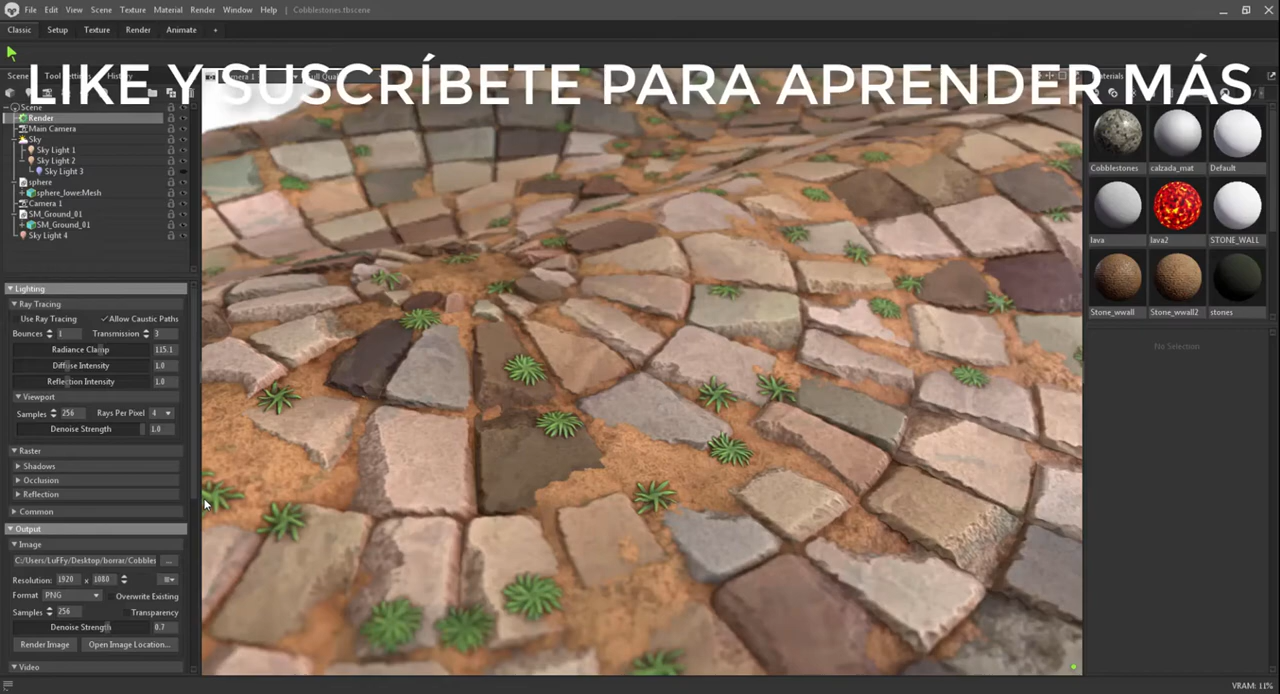 File Edit View Scene Texture Material Render Window Help Cobblestones.tbscene
Classic Setup Texture Render Animate +
LIKE Y SUSCRÍBETE PARA APRENDER MÁS
Scene
Render
Main Camera
Sky
Sky Light 1
Sky Light 2
Sky Light 3
sphere
sphere_lowe:Mesh
Camera 1
SM_Ground_01
SM_Ground_01
Sky Light 4
Lighting
Ray Tracing
Use Ray Tracing Allow Caustic Paths
Bounces 1 Transmission 3
Radiance Clamp 115.1
Diffuse Intensity 1.0
Reflection Intensity 1.0
Viewport
Samples 256 Rays Per Pixel 4
Denoise Strength 1.0
Raster
Shadows
Occlusion
Reflection
Common
Output
Image
C:/Users/LuFFy/Desktop/borrar/Cobbles ...
Resolution: 1920 x 1080
Format PNG Overwrite Existing
Samples 256 Transparency
Denoise Strength 0.7
Render Image Open Image Location...
Video
Cobblestones calzada_mat Default
lava lava2 STONE_WALL
Stone_wwall Stone_wwall2 stones
No Selection
VRAM: 11%